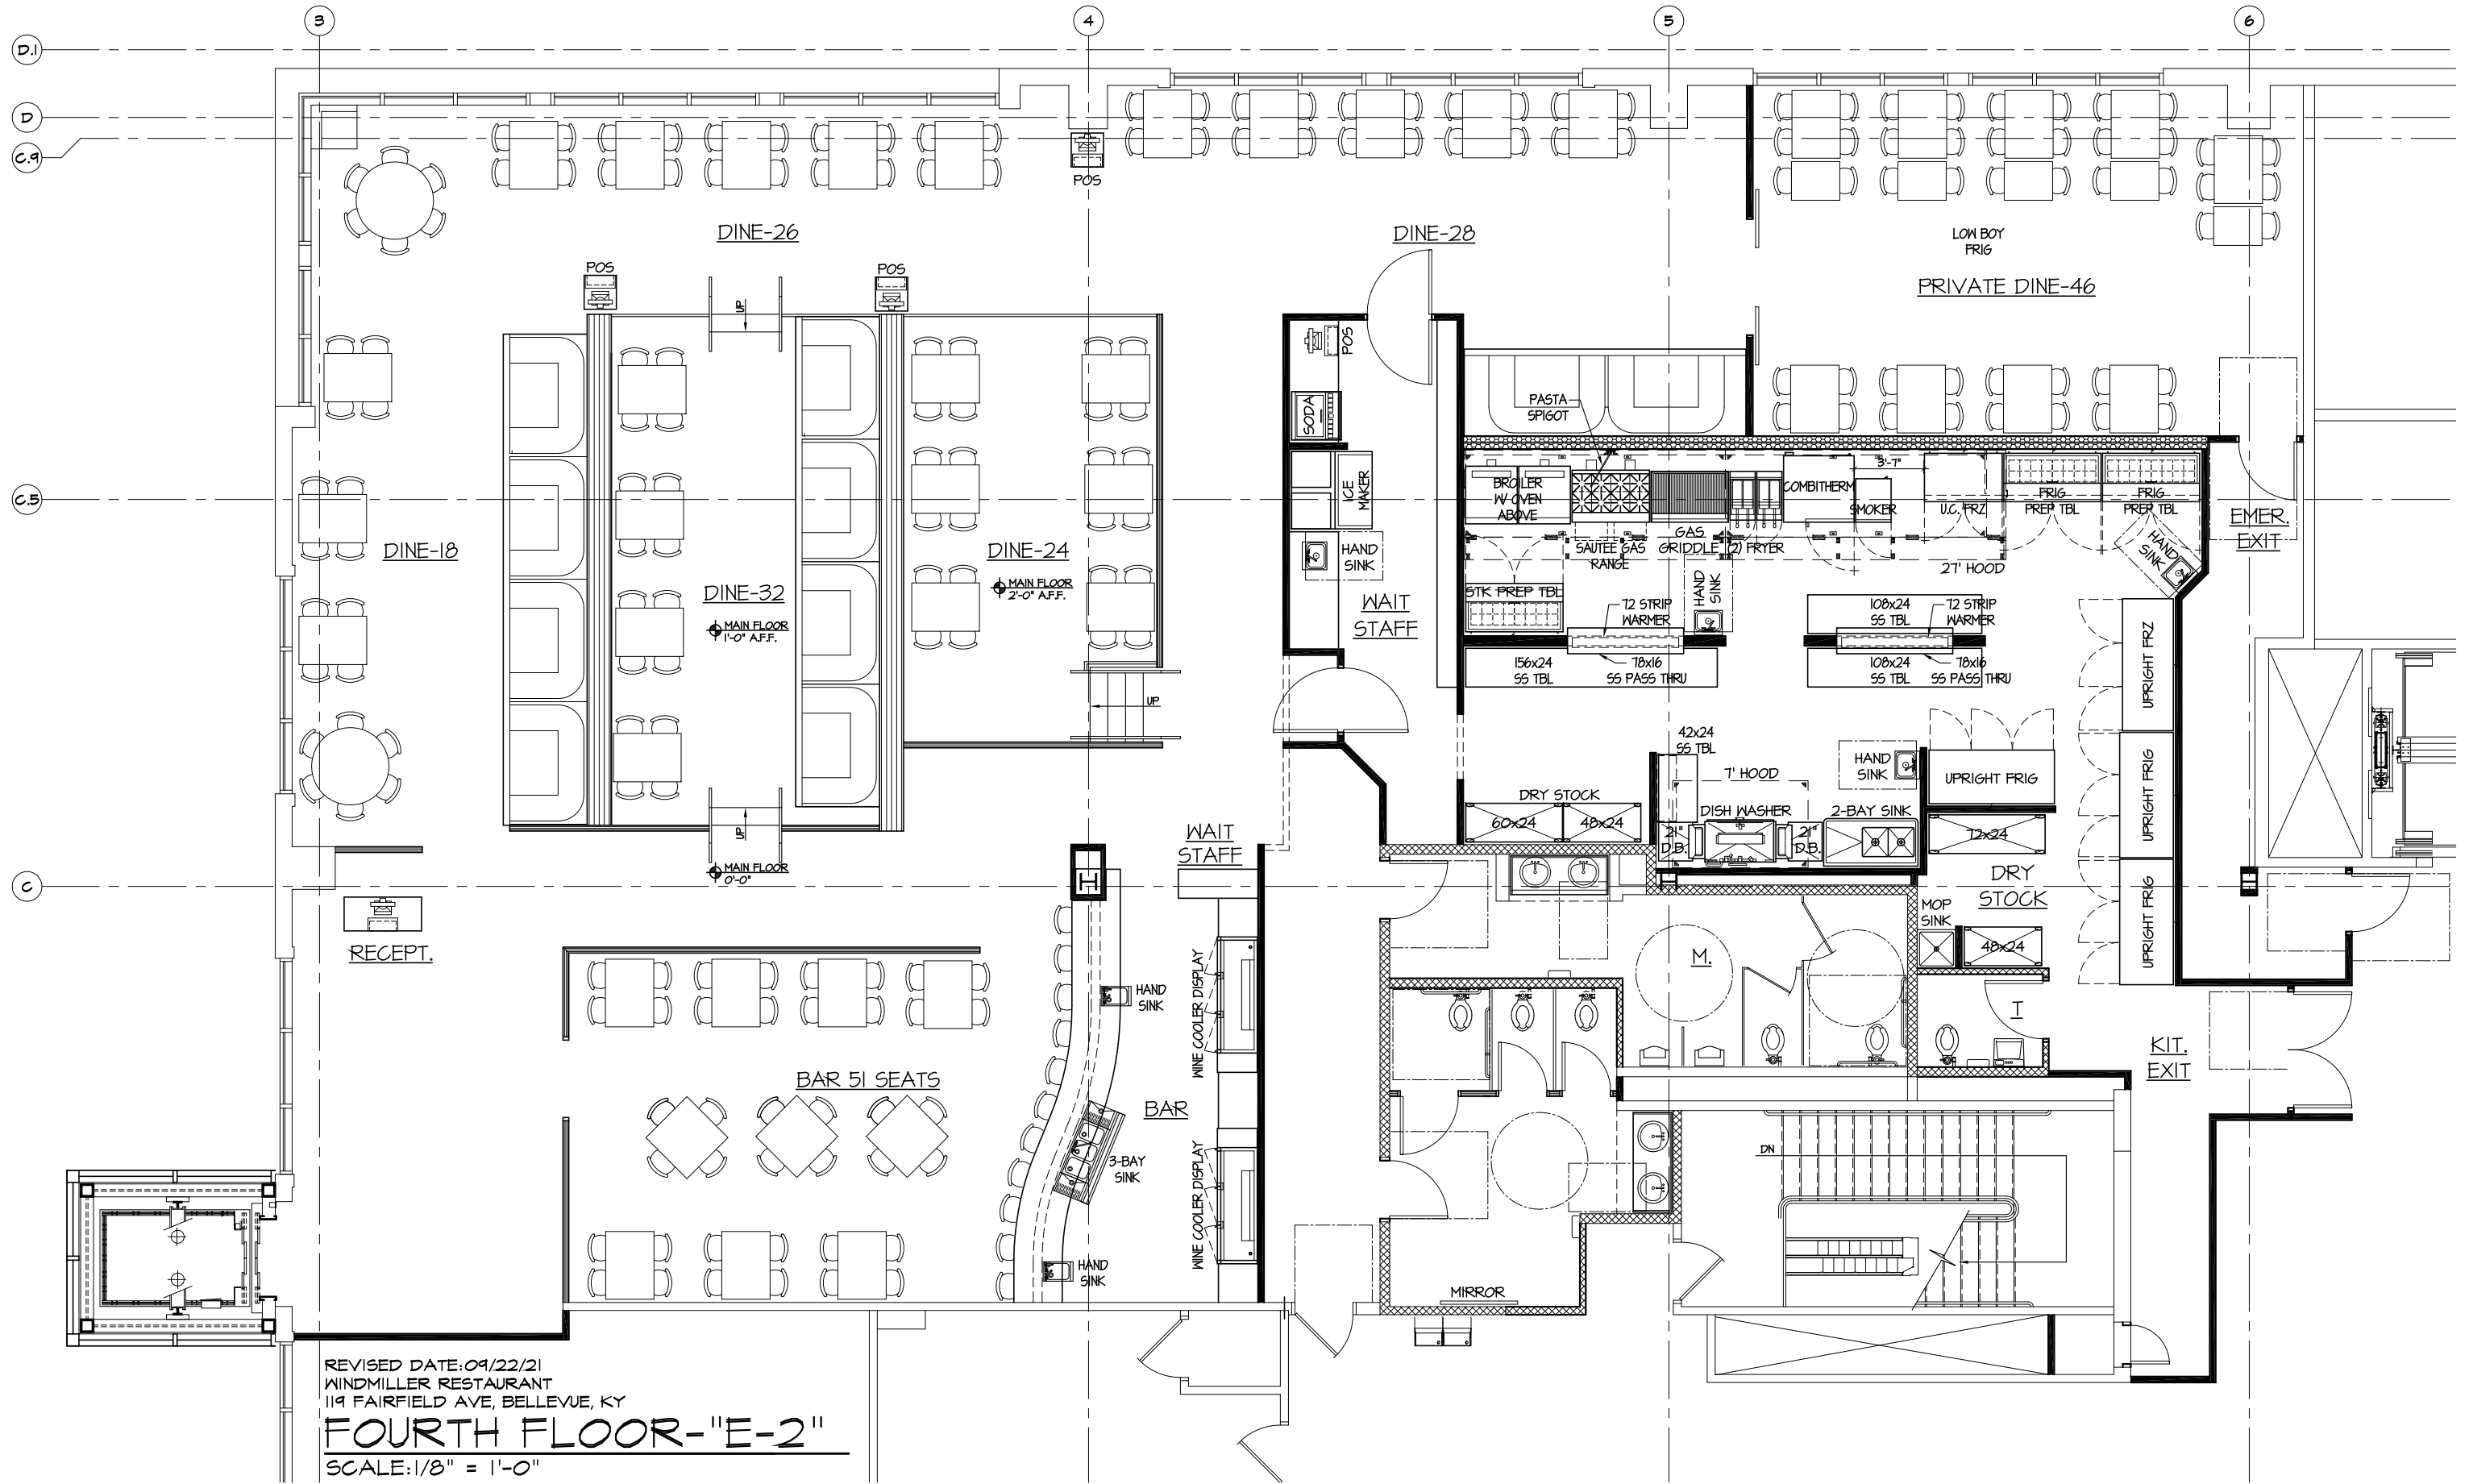 3
4
5
6
D.1
D
C.9
C.5
C
POS
DINE-26
DINE-28
LOW BOY
FRIG
PRIVATE DINE-46
POS
POS
UP
POS
SODA
ICE
MAKER
HAND
SINK
WAIT
STAFF
PASTA
SPIGOT
BROILER
W/ OVEN
ABOVE
SAUTEE GAS
RANGE
GAS
GRIDDLE
(2) FRYER
COMBITHERM
SMOKER
3'-7"
U.C. FRZ
FRIG
PREP TBL
FRIG
PREP TBL
HAND
SINK
27' HOOD
EMER.
EXIT
DINE-18
DINE-32
MAIN FLOOR
1'-0" A.F.F.
DINE-24
MAIN FLOOR
2'-0" A.F.F.
UP
STK PREP TBL
HAND
SINK
72 STRIP
WARMER
156x24
SS TBL
78x16
SS PASS THRU
108x24
SS TBL
72 STRIP
WARMER
108x24
SS TBL
78x16
SS PASS THRU
UPRIGHT FRZ
UPRIGHT FRIG
UPRIGHT FRIG
42x24
SS TBL
7' HOOD
HAND
SINK
UPRIGHT FRIG
DRY STOCK
60x24
48x24
DISH WASHER
21"
D.B.
21"
D.B.
2-BAY SINK
72x24
DRY
STOCK
MOP
SINK
48x24
UP
MAIN FLOOR
0'-0"
WAIT
STAFF
RECEPT.
HAND
SINK
WINE COOLER DISPLAY
M.
T
KIT.
EXIT
BAR 51 SEATS
BAR
3-BAY
SINK
WINE COOLER DISPLAY
HAND
SINK
DN
MIRROR
REVISED DATE:09/22/21
WINDMILLER RESTAURANT
119 FAIRFIELD AVE, BELLEVUE, KY
FOURTH FLOOR-"E-2"
SCALE:1/8" = 1'-0"